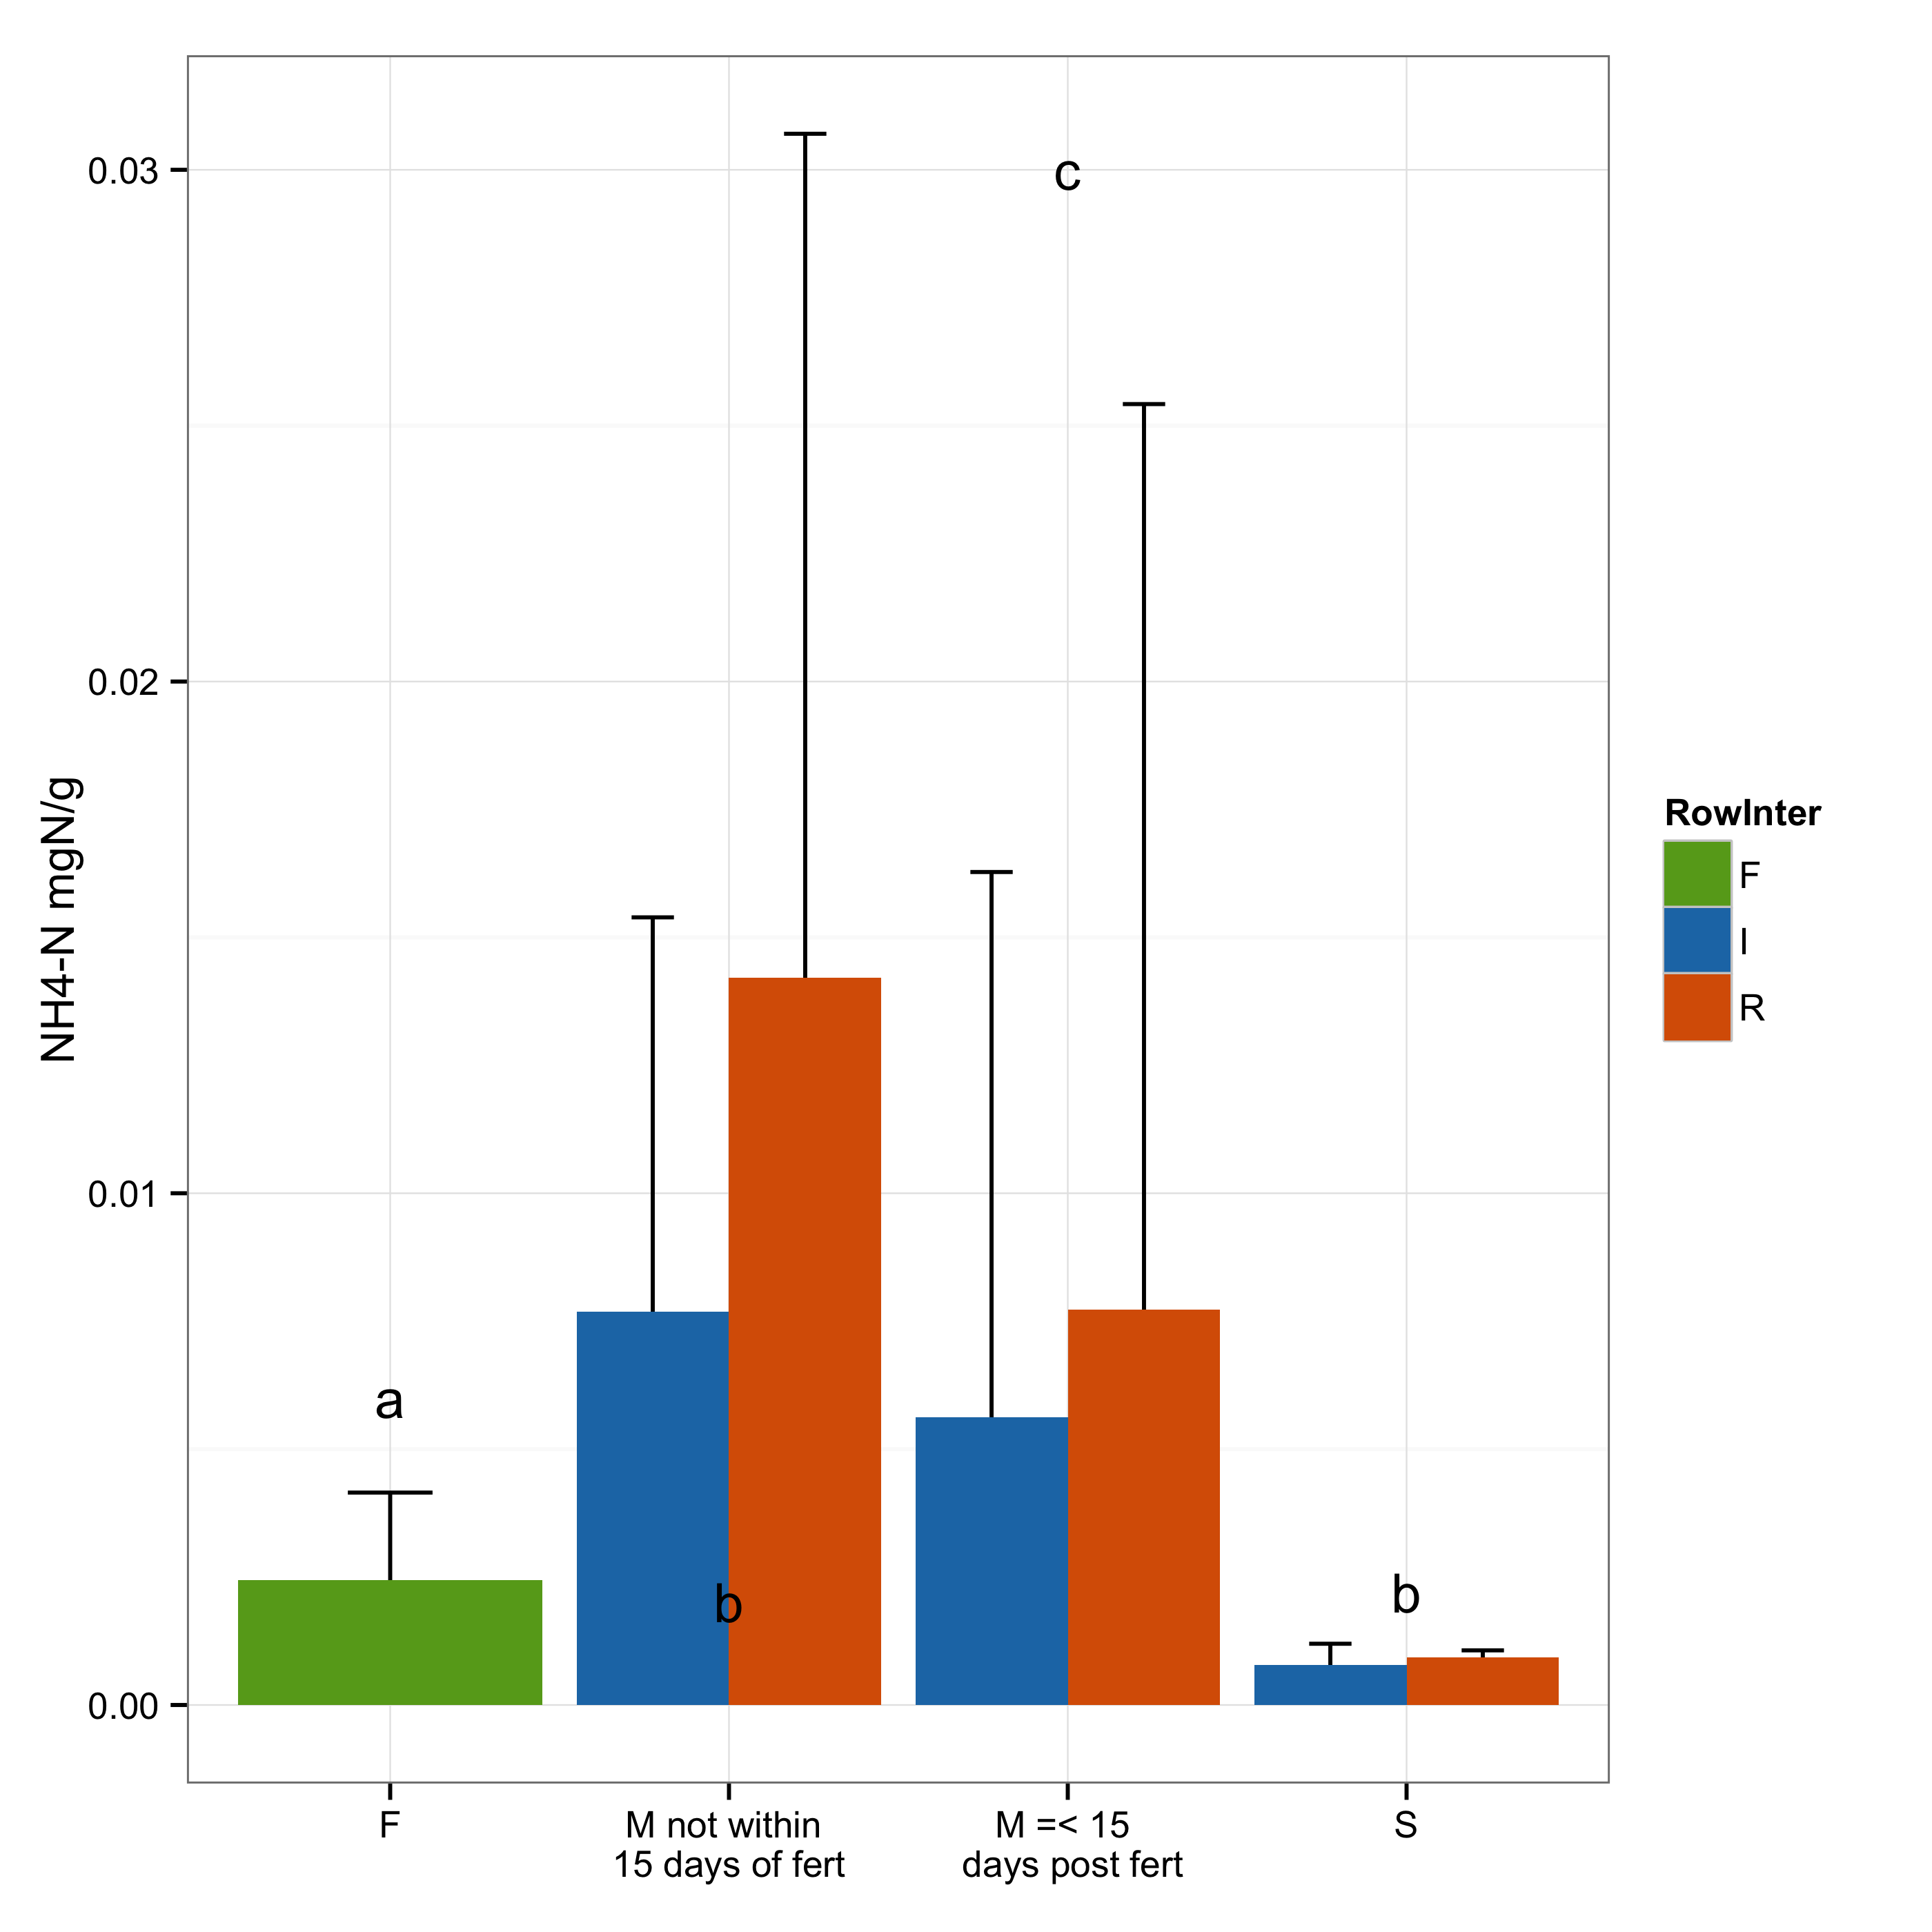 0.03
0.02
0.01
0.00
NH4-N mgN/g
c
a
b
b
F
M not within
15 days of fert
M =< 15
days post fert
S
RowInter
F
I
R